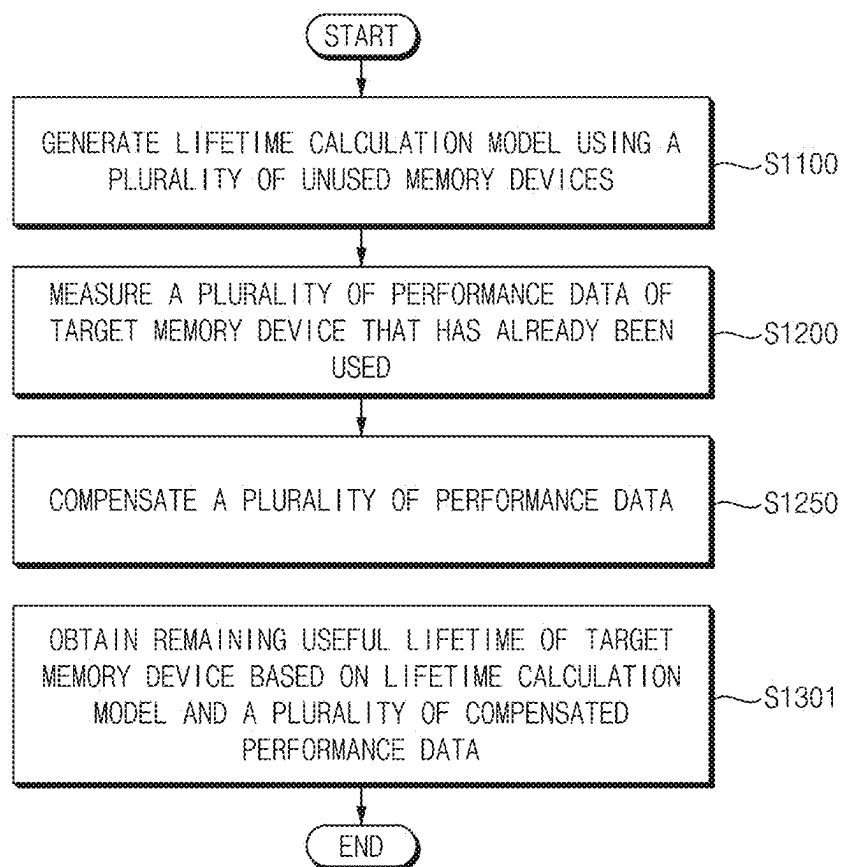 START
GENERATE LIFETIME CALCULATION MODEL USING A
PLURALITY OF UNUSED MEMORY DEVICES
S1100
MEASURE A PLURALITY OF PERFORMANCE DATA OF
TARGET MEMORY DEVICE THAT HAS ALREADY BEEN
USED
S1200
COMPENSATE A PLURALITY OF PERFORMANCE DATA
S1250
OBTAIN REMAINING USEFUL LIFETIME OF TARGET
MEMORY DEVICE BASED ON LIFETIME CALCULATION
MODEL AND A PLURALITY OF COMPENSATED
PERFORMANCE DATA
S1301
END